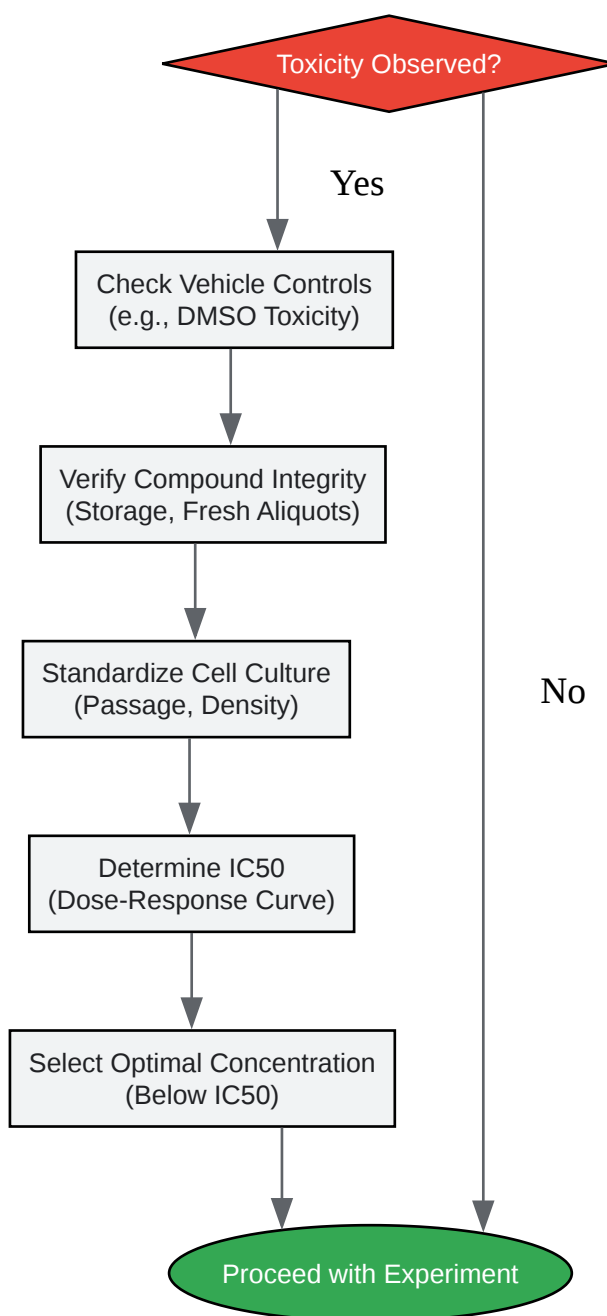 Toxicity Observed?
Yes
Check Vehicle Controls
(e.g., DMSO Toxicity)
Verify Compound Integrity
(Storage, Fresh Aliquots)
Standardize Cell Culture
(Passage, Density)
No
Determine IC50
(Dose-Response Curve)
Select Optimal Concentration
(Below IC50)
Proceed with Experiment